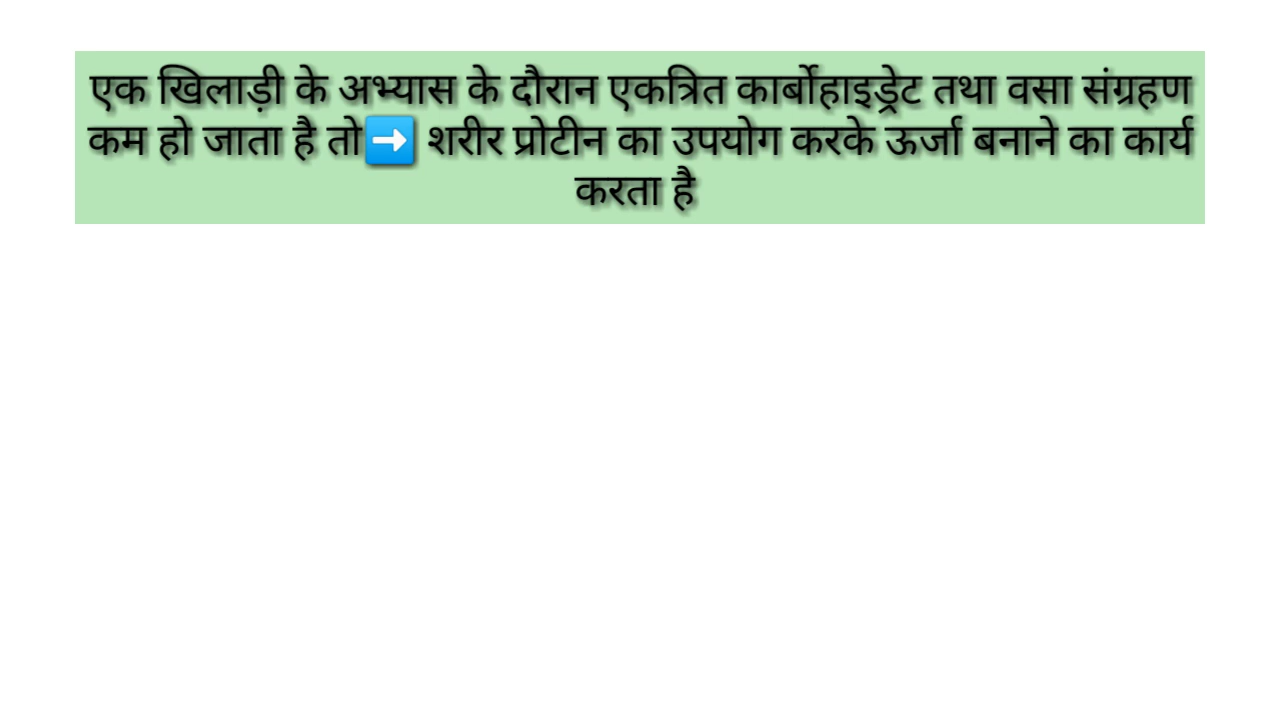 एक खिलाड़ी के अभ्यास के दौरान एकत्रित कार्बोहाइड्रेट तथा वसा संग्रहण
कम हो जाता है तो➡️ शरीर प्रोटीन का उपयोग करके ऊर्जा बनाने का कार्य
करता है